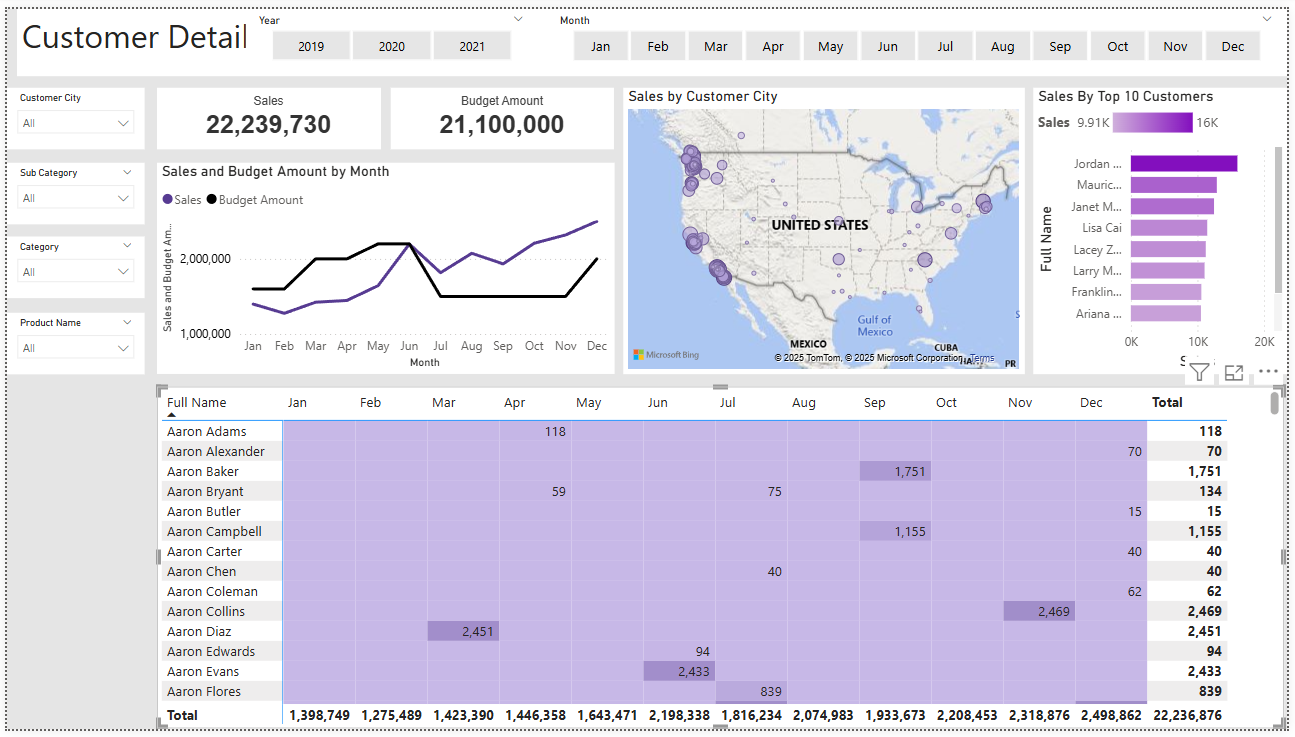 Customer Detail
Year
2019 2020 2021
Month
Jan Feb Mar Apr May Jun Jul Aug Sep Oct Nov Dec
Customer City
All
Sub Category
All
Category
All
Product Name
All
Sales
22,239,730
Budget Amount
21,100,000
Sales and Budget Amount by Month
Sales Budget Amount
Sales and Budget Am...
2,000,000
1,000,000
Jan Feb Mar Apr May Jun Jul Aug Sep Oct Nov Dec
Month
Sales by Customer City
UNITED STATES
Gulf of
Mexico
MEXICO
CUBA
HAITI
PR
Microsoft Bing
© 2025 TomTom, © 2025 Microsoft Corporation, Terms
Sales By Top 10 Customers
Sales 9.91K 16K
Full Name
Jordan ...
Mauric...
Janet M...
Lisa Cai
Lacey Z...
Larry M...
Franklin...
Ariana ...
0K 10K 20K
Full Name Jan Feb Mar Apr May Jun Jul Aug Sep Oct Nov Dec Total
Aaron Adams 118 118
Aaron Alexander 70 70
Aaron Baker 1,751 1,751
Aaron Bryant 59 75 134
Aaron Butler 15 15
Aaron Campbell 1,155 1,155
Aaron Carter 40 40
Aaron Chen 40 40
Aaron Coleman 62 62
Aaron Collins 2,469 2,469
Aaron Diaz 2,451 2,451
Aaron Edwards 94 94
Aaron Evans 2,433 2,433
Aaron Flores 839 839
Total 1,398,749 1,275,489 1,423,390 1,446,358 1,643,471 2,198,338 1,816,234 2,074,983 1,933,673 2,208,453 2,318,876 2,498,862 22,236,876